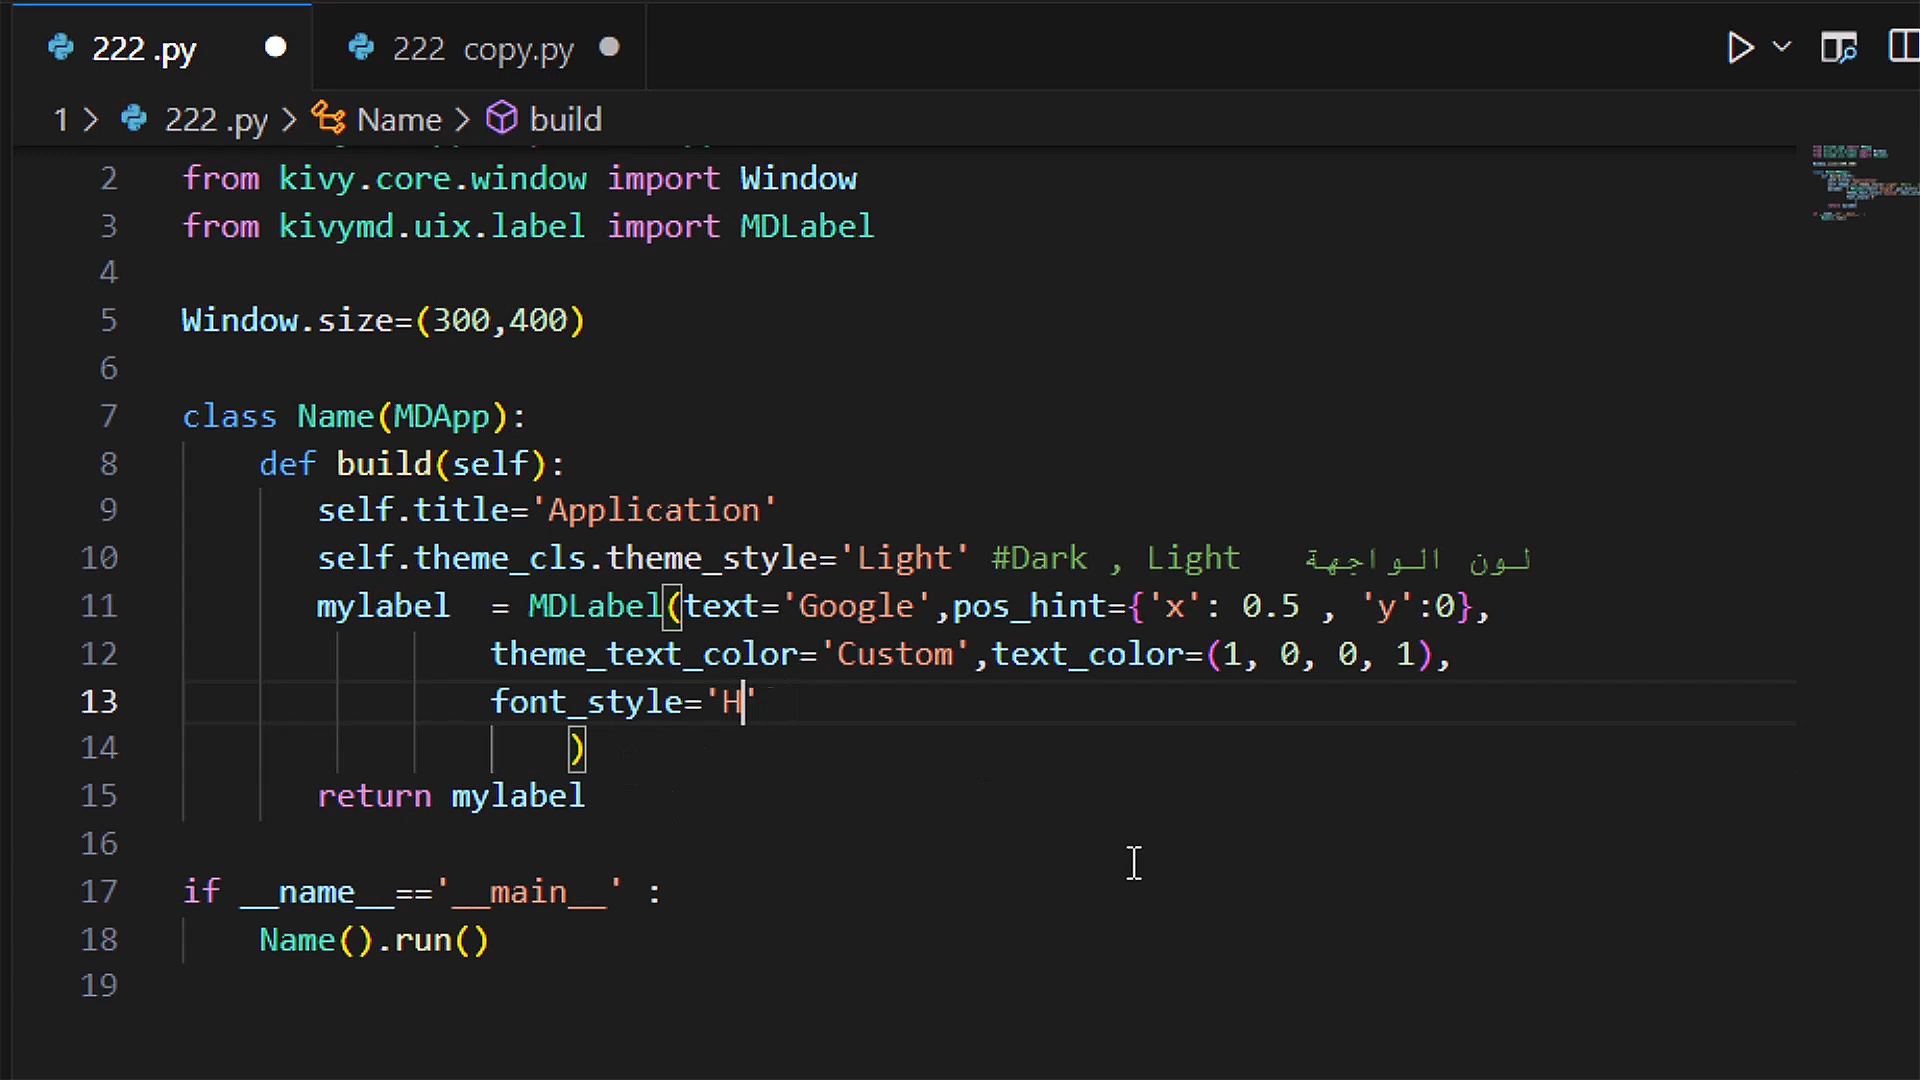 222 .py
222 copy.py
1 > 222 .py > Name > build
2 from kivy.core.window import Window
3 from kivymd.uix.label import MDLabel
4
5 Window.size=(300,400)
6
7 class Name(MDApp):
8 def build(self):
9 self.title='Application'
10 self.theme_cls.theme_style='Light' #Dark , Light لون الواجهة
11 mylabel = MDLabel(text='Google',pos_hint={'x': 0.5 , 'y':0},
12 theme_text_color='Custom',text_color=(1, 0, 0, 1),
13 font_style='H'
14 )
15 return mylabel
16
17 if __name__=='__main__' :
18 Name().run()
19